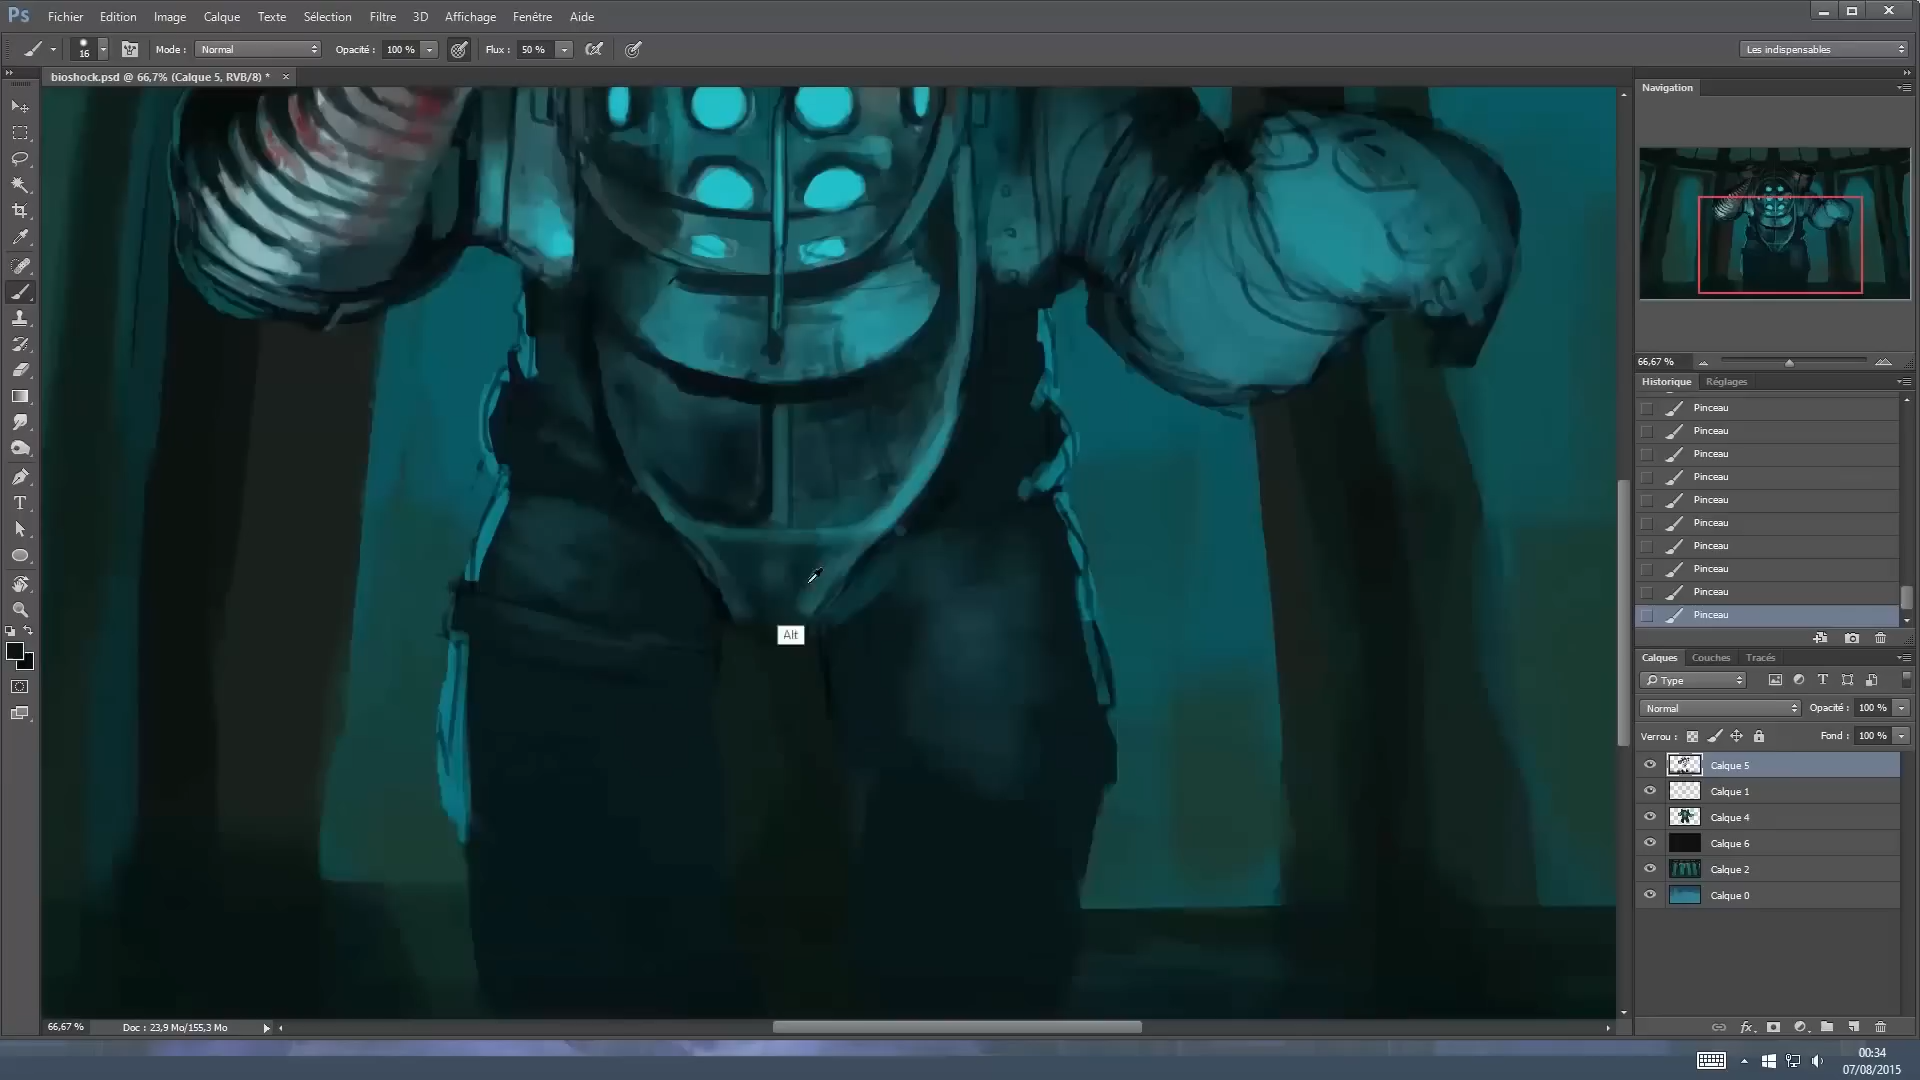 Ps Fichier Edition Image Calque Texte Sélection Filtre 3D Affichage Fenêtre Aide
16 Mode : Normal Opacité : 100 % Flux : 50 % Les indispensables
bioshock.psd @ 66,7% (Calque 5, RVB/8) * ×
Navigation
66,67 %
Historique Réglages
Pinceau
Pinceau
Pinceau
Pinceau
Pinceau
Pinceau
Pinceau
Pinceau
Pinceau
Pinceau
Alt
Calques Couches Tracés
Type
Normal Opacité : 100 %
Verrou : Fond : 100 %
Calque 5
Calque 1
Calque 4
Calque 6
Calque 2
Calque 0
66,67 % Doc : 23,9 Mo/155,3 Mo
fx
00:34
07/08/2015